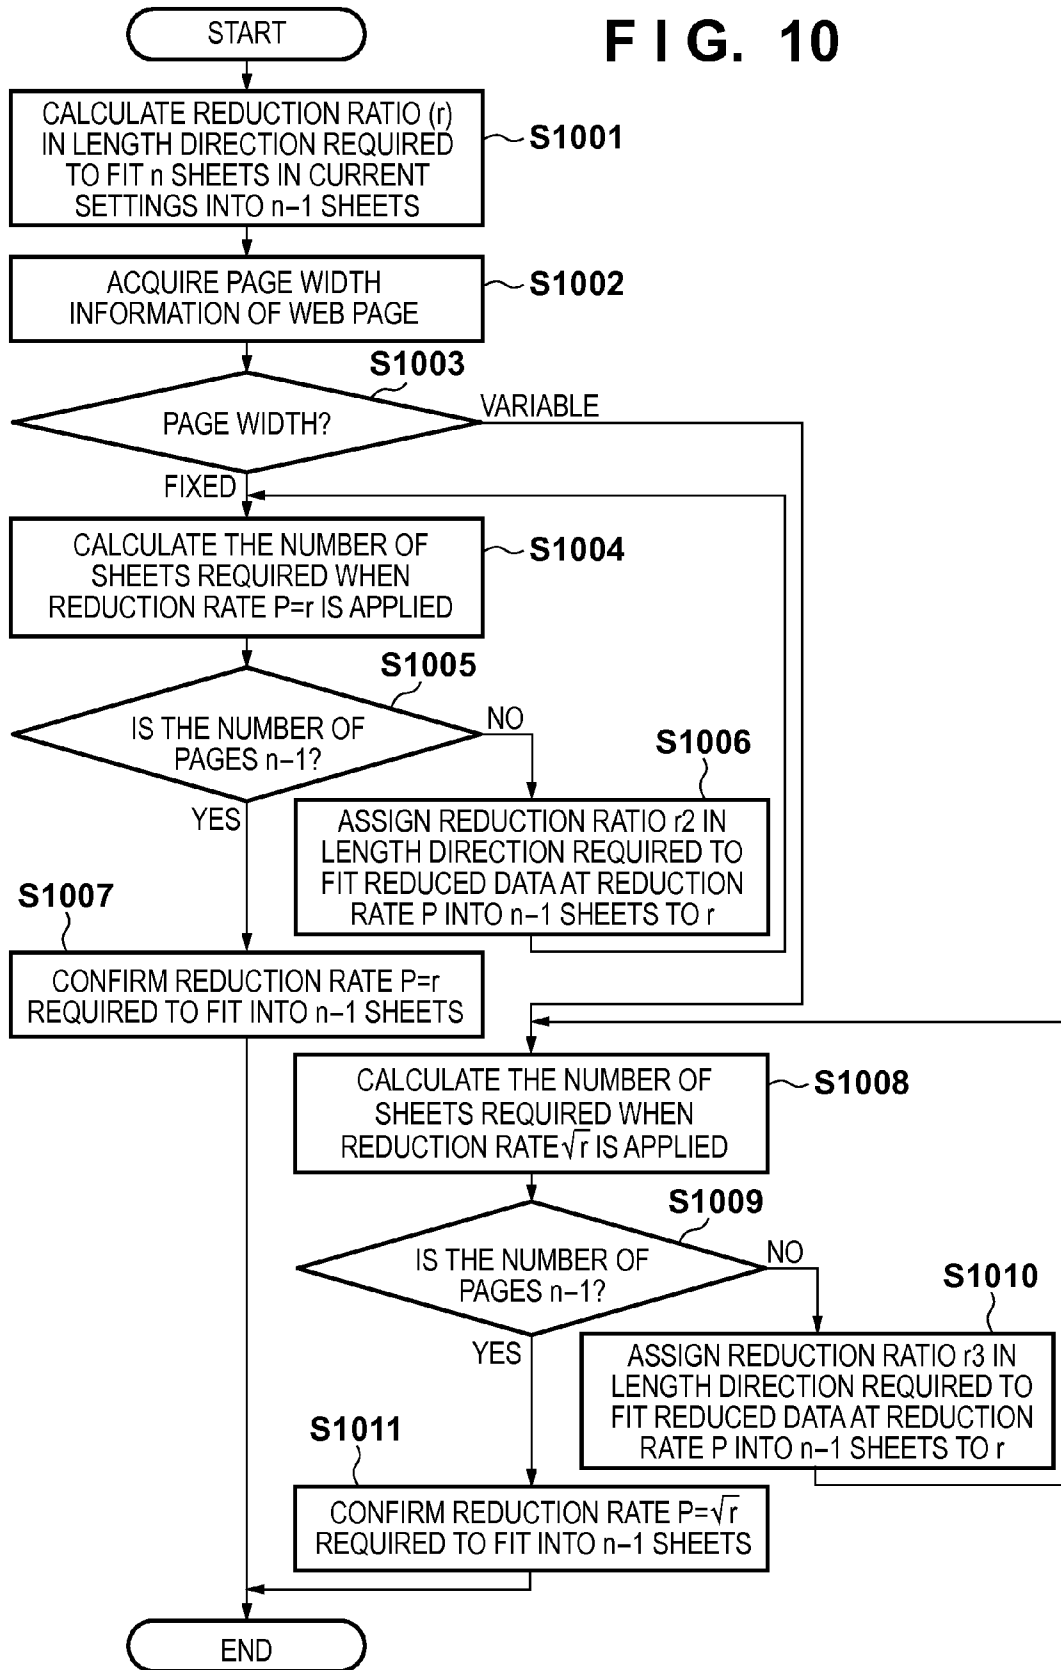 START
F I G. 10
CALCULATE REDUCTION RATIO (r)
IN LENGTH DIRECTION REQUIRED
TO FIT n SHEETS IN CURRENT
SETTINGS INTO n–1 SHEETS
S1001
ACQUIRE PAGE WIDTH
INFORMATION OF WEB PAGE
S1002
S1003
PAGE WIDTH?
VARIABLE
FIXED
CALCULATE THE NUMBER OF
SHEETS REQUIRED WHEN
REDUCTION RATE P=r IS APPLIED
S1004
S1005
IS THE NUMBER OF
PAGES n–1?
NO
YES
S1006
ASSIGN REDUCTION RATIO r2 IN
LENGTH DIRECTION REQUIRED TO
FIT REDUCED DATA AT REDUCTION
RATE P INTO n–1 SHEETS TO r
S1007
CONFIRM REDUCTION RATE P=r
REQUIRED TO FIT INTO n–1 SHEETS
CALCULATE THE NUMBER OF
SHEETS REQUIRED WHEN
REDUCTION RATE √r IS APPLIED
S1008
S1009
IS THE NUMBER OF
PAGES n–1?
NO
YES
S1010
ASSIGN REDUCTION RATIO r3 IN
LENGTH DIRECTION REQUIRED TO
FIT REDUCED DATA AT REDUCTION
RATE P INTO n–1 SHEETS TO r
S1011
CONFIRM REDUCTION RATE P=√r
REQUIRED TO FIT INTO n–1 SHEETS
END